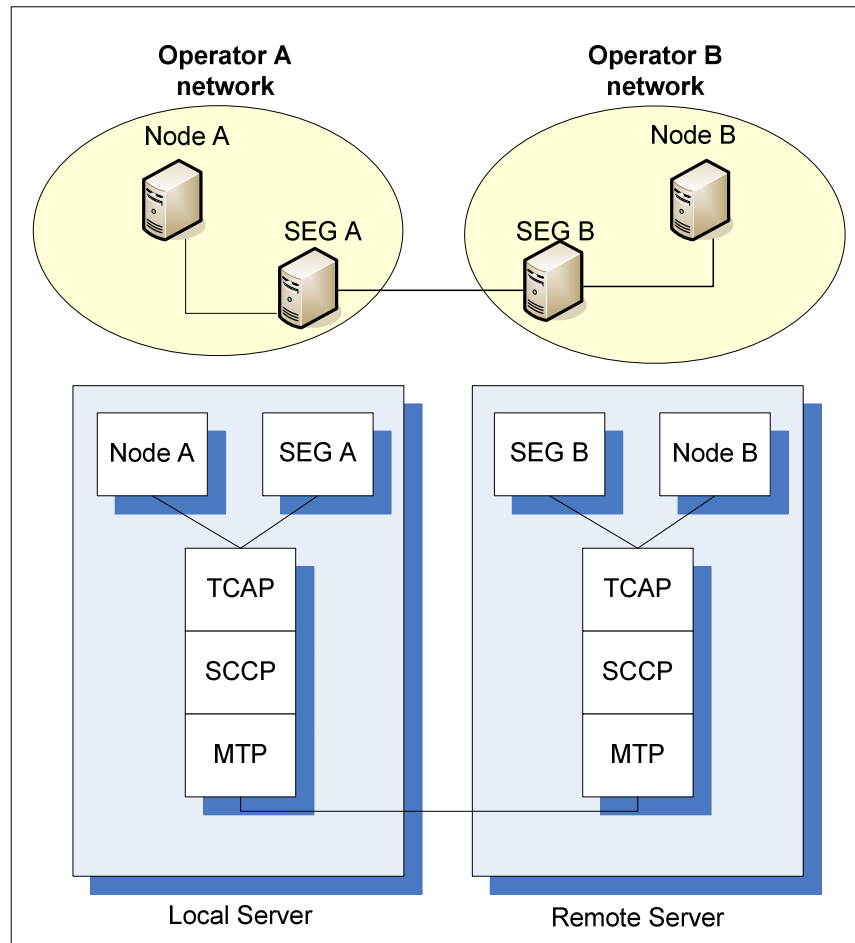 Operator A
network
Operator B
network
Node A
Node B
SEG A
SEG B
Node A
SEG A
SEG B
Node B
TCAP
TCAP
SCCP
SCCP
MTP
MTP
Local Server
Remote Server